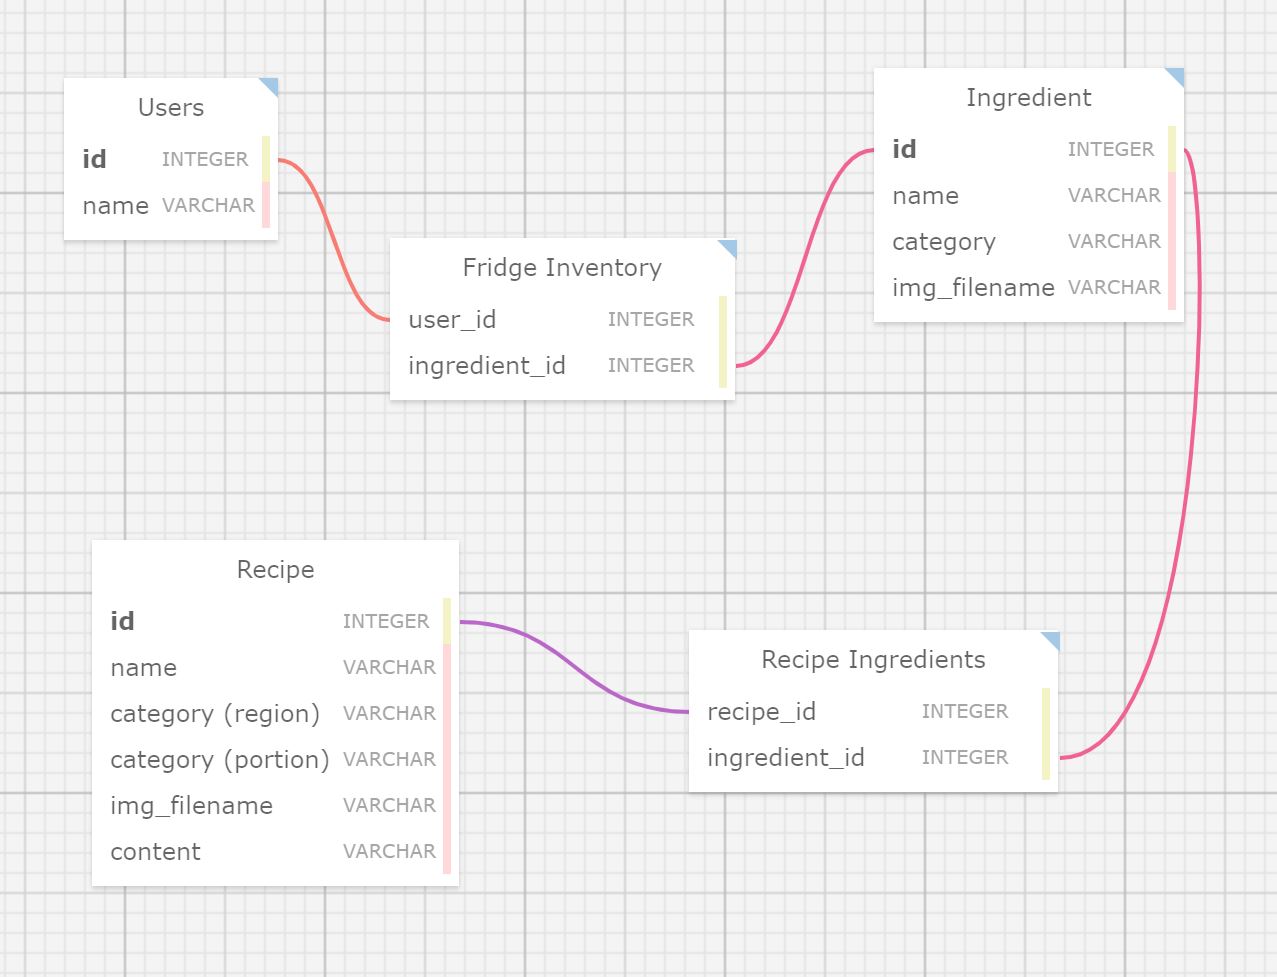 Users
id INTEGER
name VARCHAR
Fridge Inventory
user_id INTEGER
ingredient_id INTEGER
Ingredient
id INTEGER
name VARCHAR
category VARCHAR
img_filename VARCHAR
Recipe
id INTEGER
name VARCHAR
category (region) VARCHAR
category (portion) VARCHAR
img_filename VARCHAR
content VARCHAR
Recipe Ingredients
recipe_id INTEGER
ingredient_id INTEGER